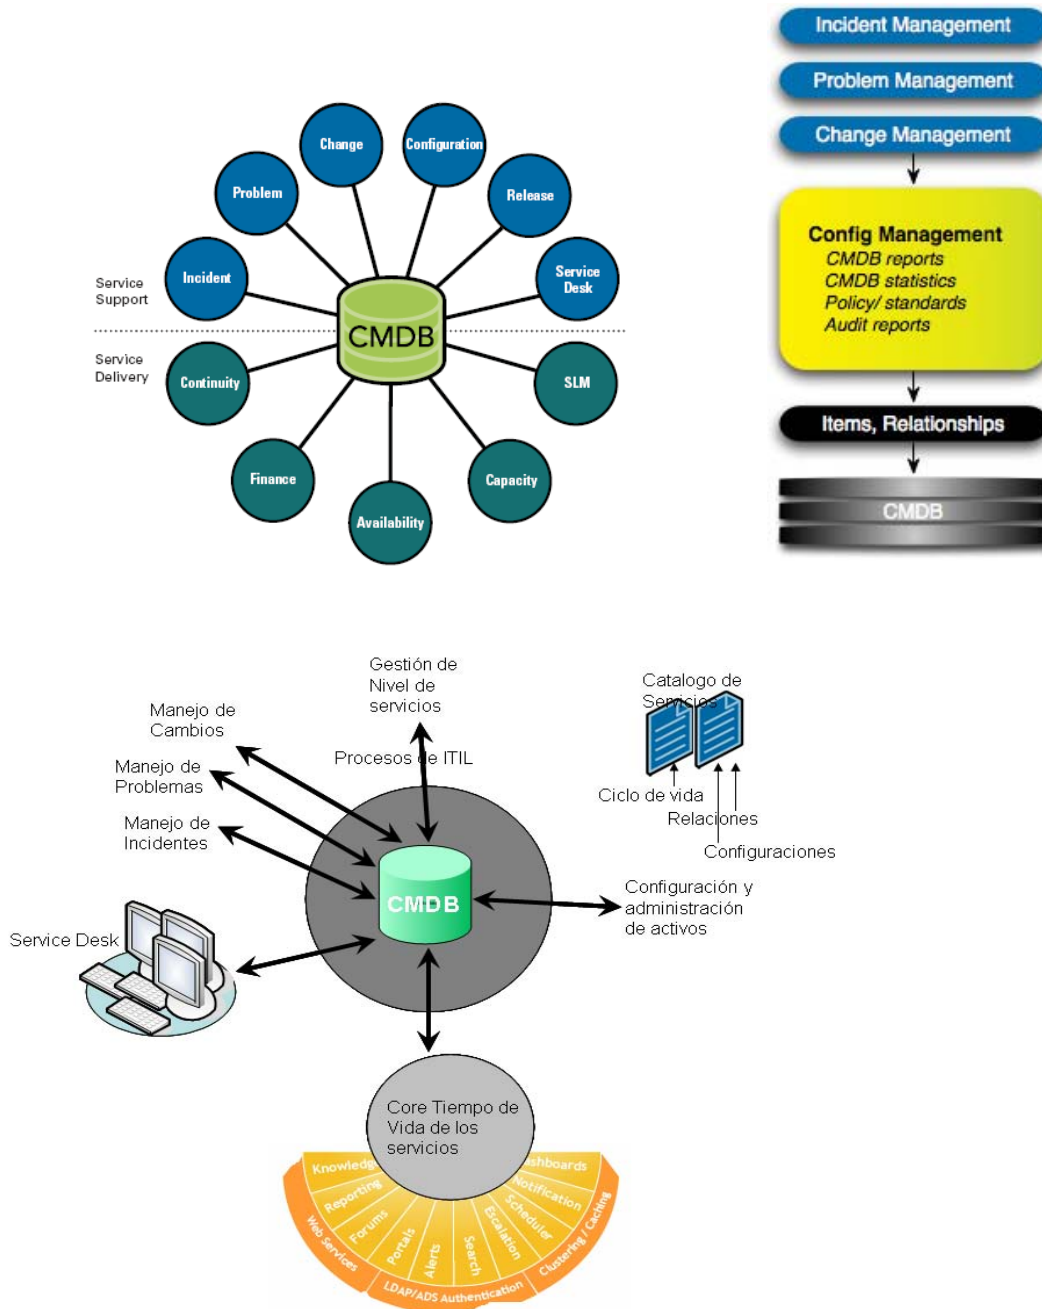 Change
Configuration
Problem
Release
Incident
Service
Desk
Service
Support
CMDB
Service
Delivery
Continuity
SLM
Finance
Capacity
Availability
Incident Management
Problem Management
Change Management
Config Management
CMDB reports
CMDB statistics
Policy/ standards
Audit reports
Items, Relationships
CMDB
Gestión de
Nivel de
servicios
Manejo de
Cambios
Procesos de ITIL
Manejo de
Problemas
Manejo de
Incidentes
Catalogo de
Servicios
Ciclo de vida
Relaciones
Configuraciones
CMDB
Configuración y
administración
de activos
Service Desk
Core Tiempo de
Vida de los
servicios
Knowledge
Reporting
Forums
Portals
Alerts
Search
Escalation
Scheduler
Notification
shboards
Web Services
LDAP/ADS Authentication
Clustering / Caching